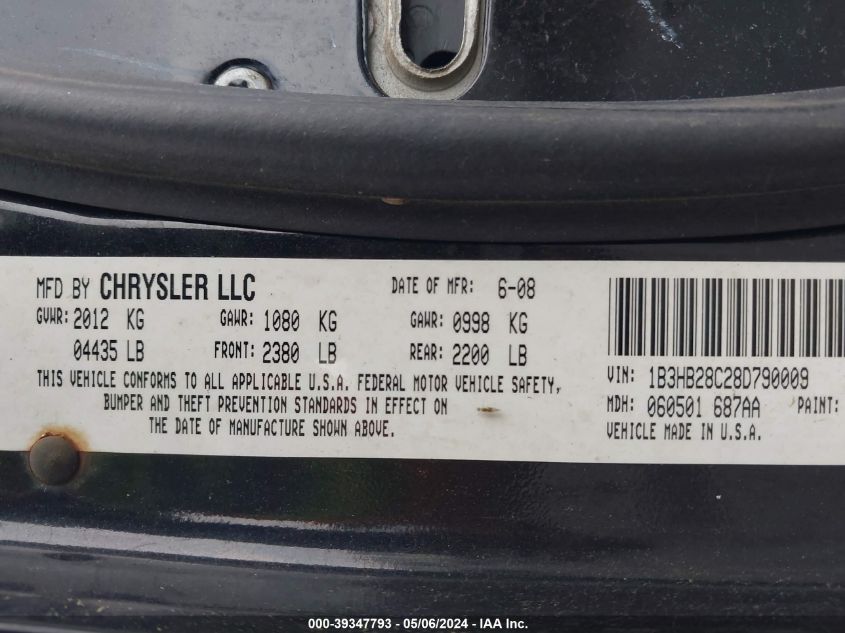 MFD BY CHRYSLER LLC DATE OF MFR: 6-08
GVWR: 2012 KG GAWR: 1080 KG GAWR: 0998 KG
04435 LB FRONT: 2380 LB REAR: 2200 LB
THIS VEHICLE CONFORMS TO ALL APPLICABLE U.S.A. FEDERAL MOTOR VEHICLE SAFETY,
BUMPER AND THEFT PREVENTION STANDARDS IN EFFECT ON
THE DATE OF MANUFACTURE SHOWN ABOVE.
VIN: 1B3HB28C28D790009
MDH: 060501 687AA PAINT:
VEHICLE MADE IN U.S.A.
000-39347793 - 05/06/2024 - IAA Inc.